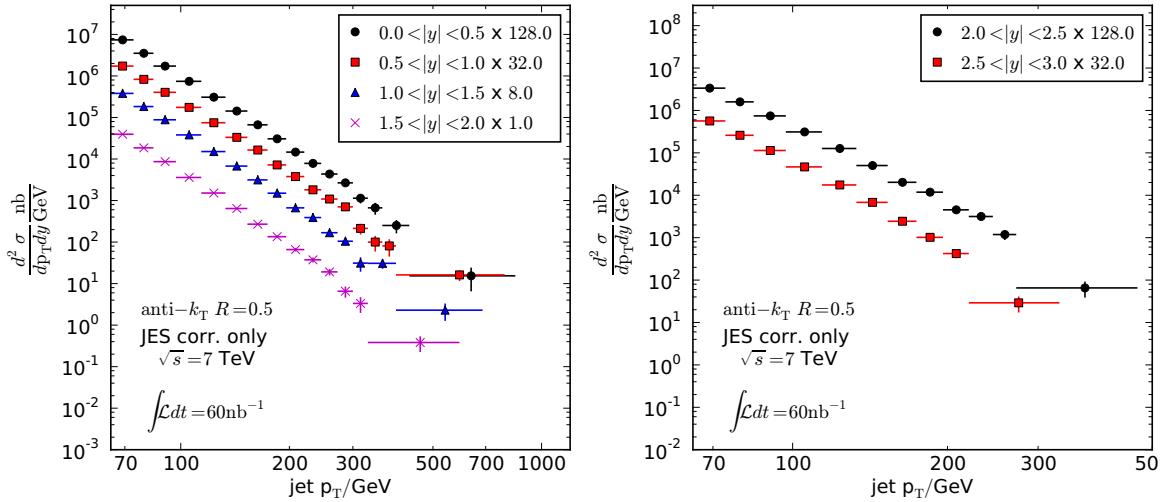 10^7
10^6
10^5
10^4
10^3
10^2
10^1
10^0
10^-1
10^-2
10^-3
d^2 σ / dp_T dy nb / GeV
0.0 <|y| <0.5 x 128.0
0.5 <|y| <1.0 x 32.0
1.0 <|y| <1.5 x 8.0
1.5 <|y| <2.0 x 1.0
anti−k_T R =0.5
JES corr. only
√s =7 TeV
∫Ldt =60nb^−1
70 100 200 300 400 700 1000
jet p_T/GeV
10^9
10^8
10^7
10^6
10^5
10^4
10^3
10^2
10^1
10^0
10^-1
10^-2
d^2 σ / dp_T dy nb / GeV
2.0 <|y| <2.5 x 128.0
2.5 <|y| <3.0 x 32.0
anti−k_T R =0.5
JES corr. only
√s =7 TeV
∫Ldt =60nb^−1
70 100 200 300 50
jet p_T/GeV